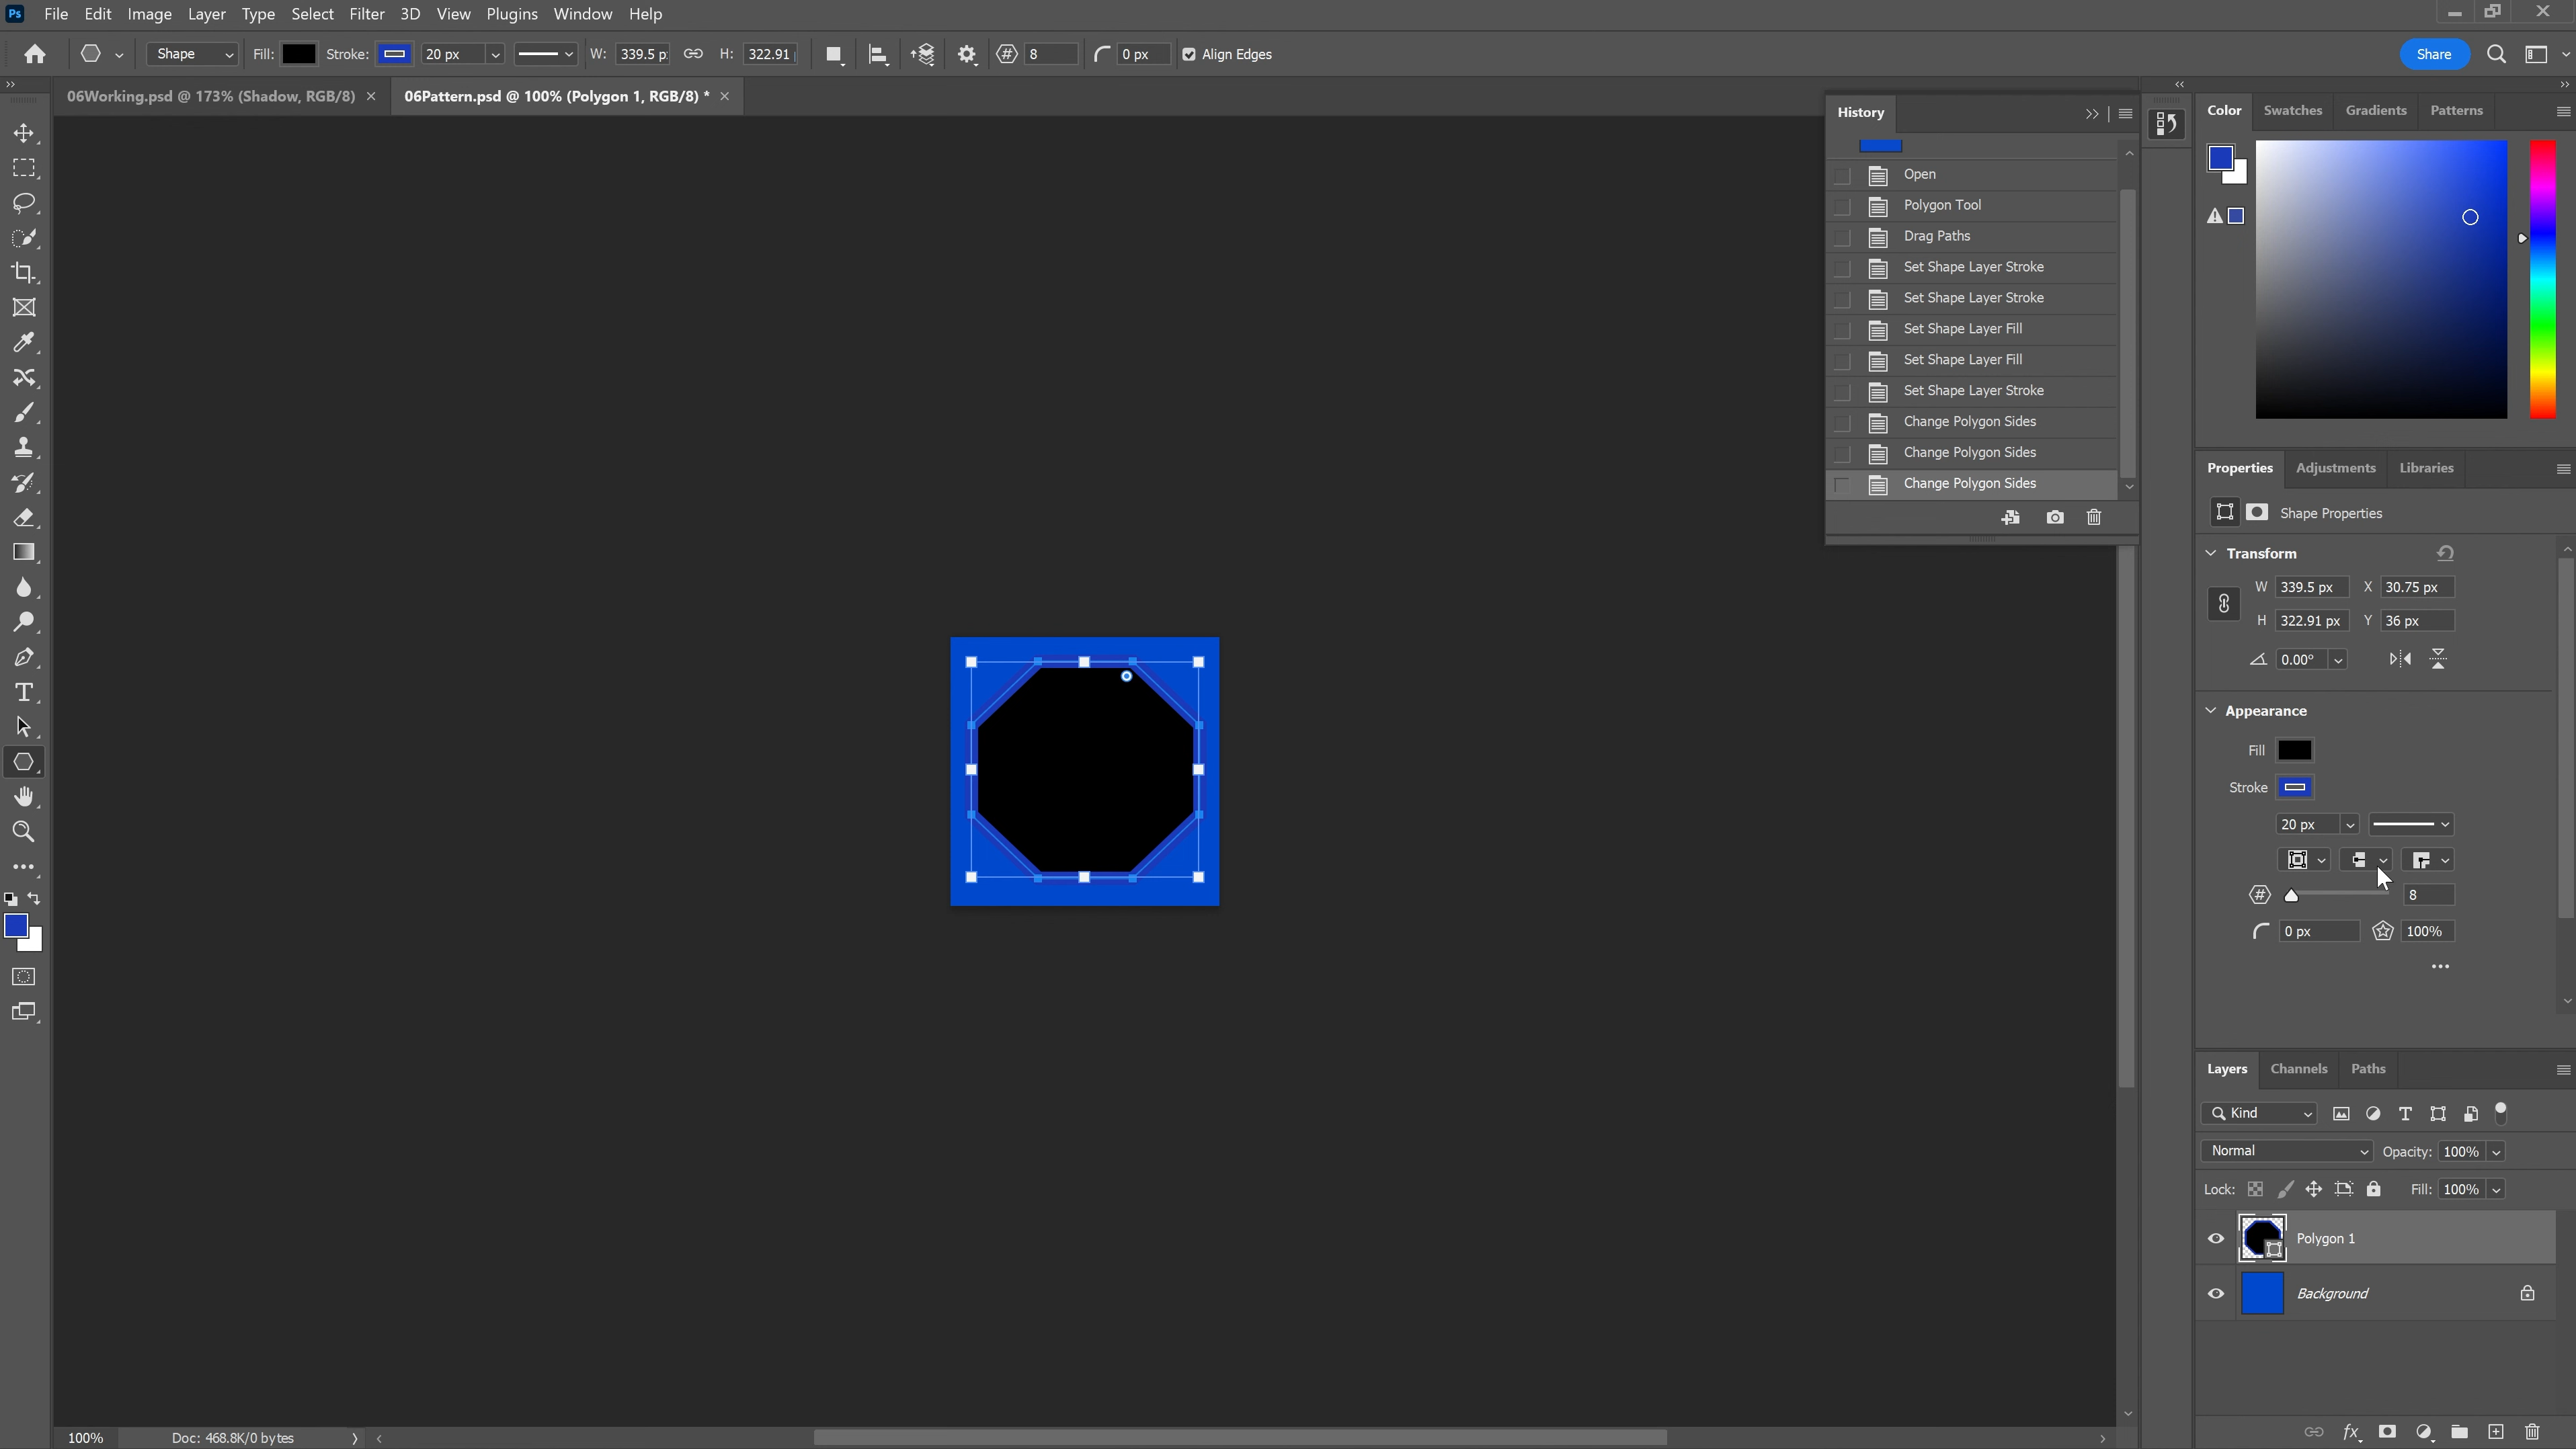 Ps File Edit Image Layer Type Select Filter 3D View Plugins Window Help
Shape Fill: Stroke: 20 px W: 339.5 p H: 322.91 # 8 0 px Align Edges Share
06Working.psd @ 173% (Shadow, RGB/8) × 06Pattern.psd @ 100% (Polygon 1, RGB/8) * ×
History
Open
Polygon Tool
Drag Paths
Set Shape Layer Stroke
Set Shape Layer Stroke
Set Shape Layer Fill
Set Shape Layer Fill
Set Shape Layer Stroke
Change Polygon Sides
Change Polygon Sides
Change Polygon Sides
Color Swatches Gradients Patterns
Properties Adjustments Libraries
Shape Properties
Transform
W 339.5 px X 30.75 px
H 322.91 px Y 36 px
0.00°
Appearance
Fill
Stroke
20 px
# 8
0 px 100%
Layers Channels Paths
Kind
Normal Opacity: 100%
Lock: Fill: 100%
Polygon 1
Background
fx
100% Doc: 468.8K/0 bytes